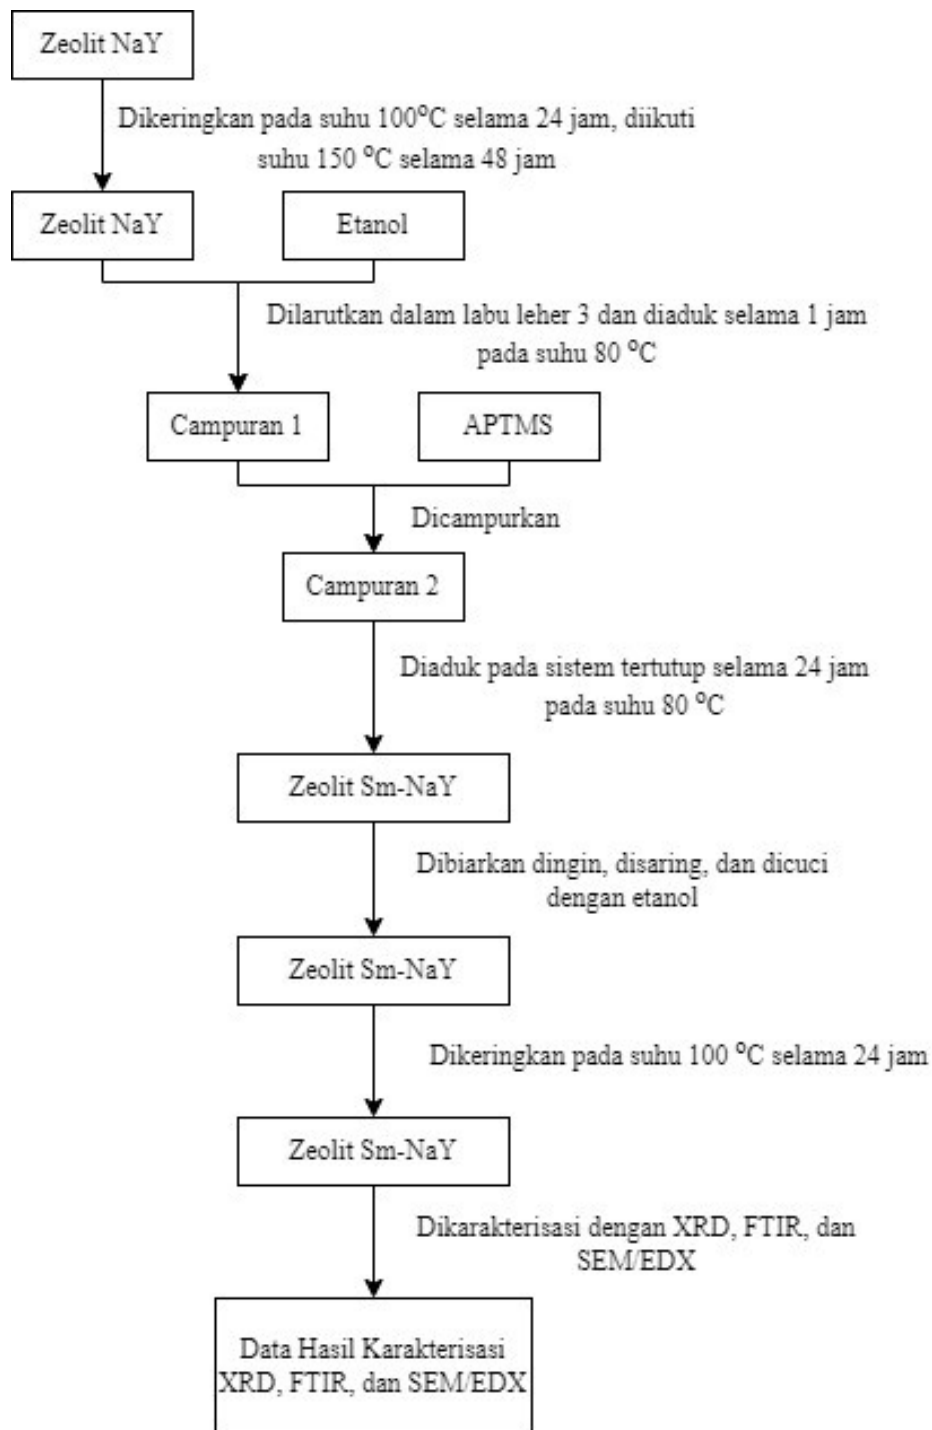 Zeolit NaY
Dikeringkan pada suhu 100°C selama 24 jam, diikuti
suhu 150 °C selama 48 jam
Zeolit NaY
Etanol
Dilarutkan dalam labu leher 3 dan diaduk selama 1 jam
pada suhu 80 °C
Campuran 1
APTMS
Dicampurkan
Campuran 2
Diaduk pada sistem tertutup selama 24 jam
pada suhu 80 °C
Zeolit Sm-NaY
Dibiarkan dingin, disaring, dan dicuci
dengan etanol
Zeolit Sm-NaY
Dikeringkan pada suhu 100 °C selama 24 jam
Zeolit Sm-NaY
Dikarakterisasi dengan XRD, FTIR, dan
SEM/EDX
Data Hasil Karakterisasi
XRD, FTIR, dan SEM/EDX